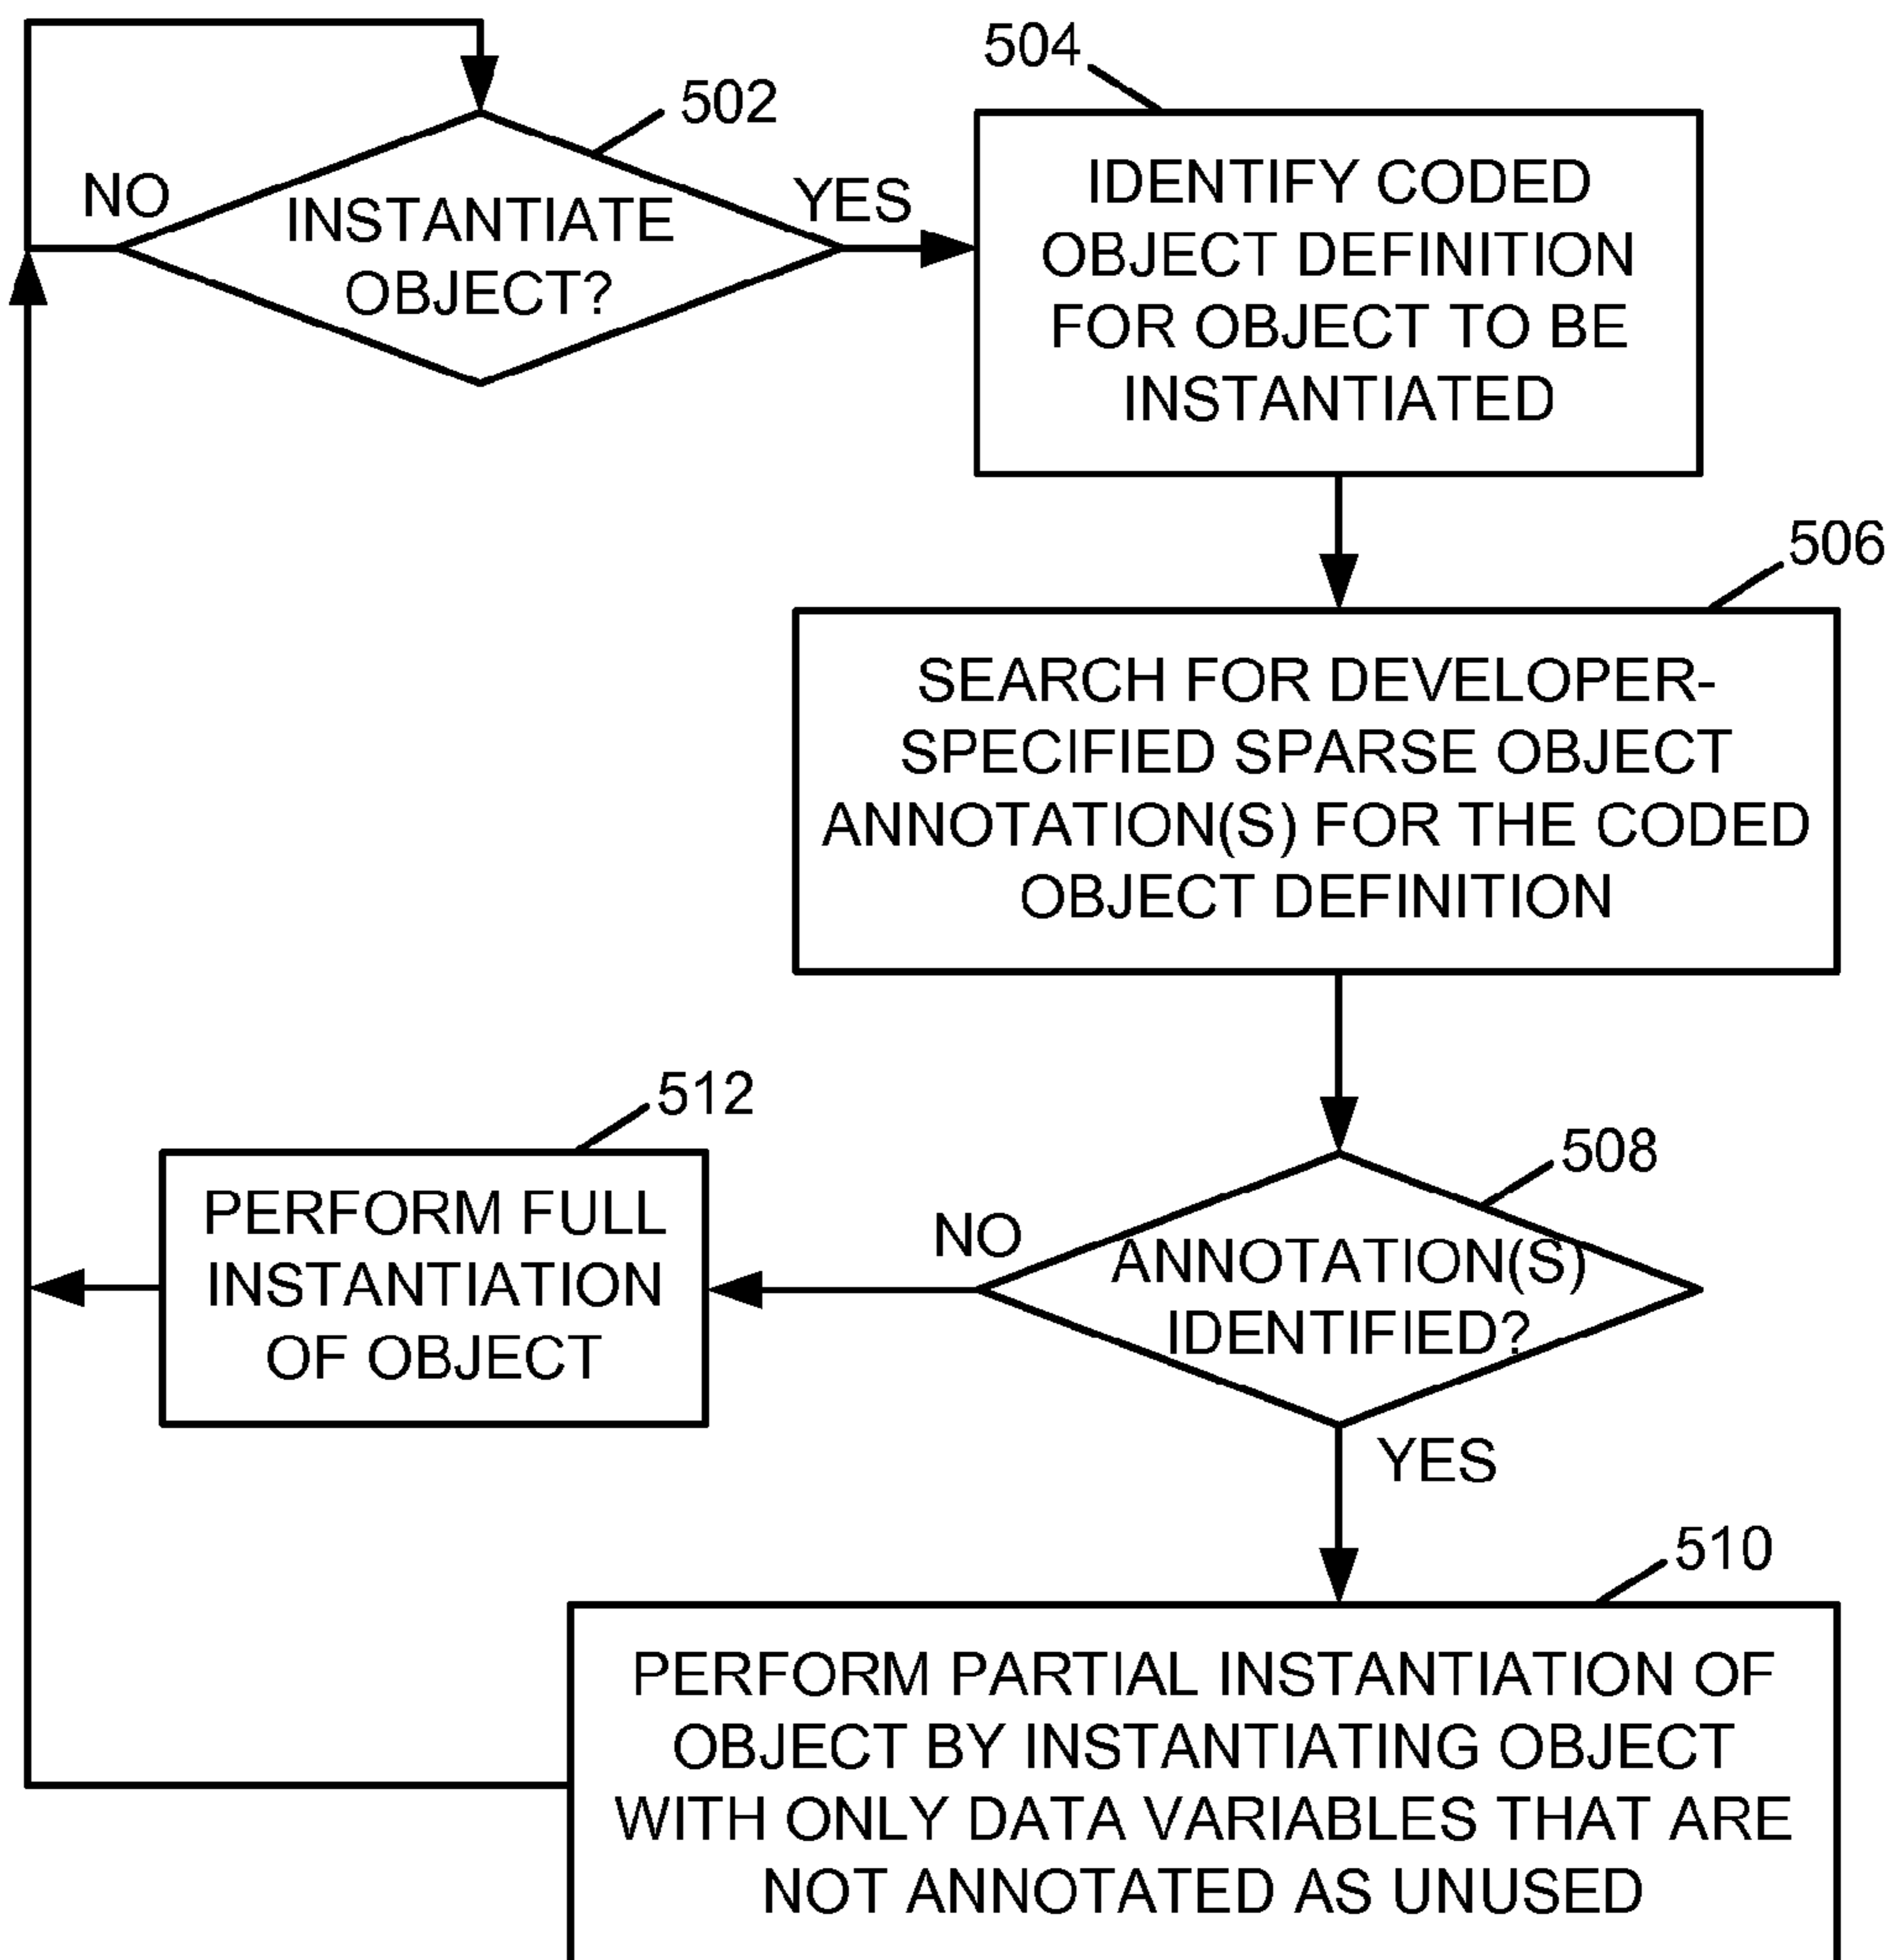 502
NO
INSTANTIATE
OBJECT?
YES
504
IDENTIFY CODED
OBJECT DEFINITION
FOR OBJECT TO BE
INSTANTIATED
506
SEARCH FOR DEVELOPER-
SPECIFIED SPARSE OBJECT
ANNOTATION(S) FOR THE CODED
OBJECT DEFINITION
508
ANNOTATION(S)
IDENTIFIED?
NO
512
PERFORM FULL
INSTANTIATION
OF OBJECT
YES
510
PERFORM PARTIAL INSTANTIATION OF
OBJECT BY INSTANTIATING OBJECT
WITH ONLY DATA VARIABLES THAT ARE
NOT ANNOTATED AS UNUSED